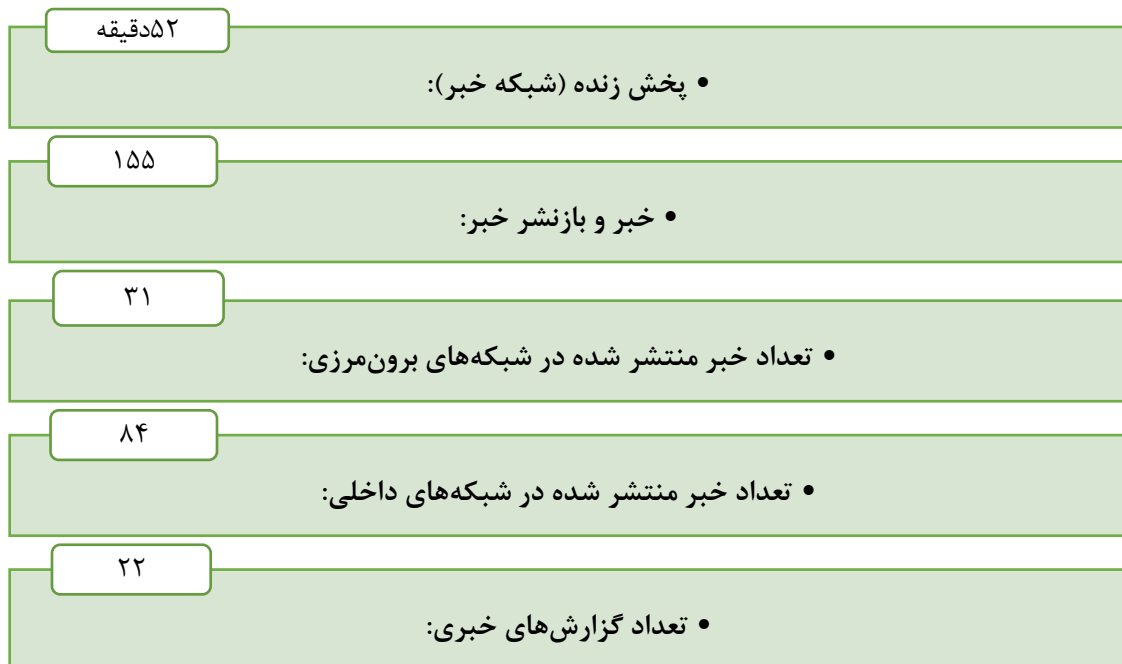 ۵۲دقیقه
• پخش زنده (شبکه خبر):
۱۵۵
• خبر و بازنشر خبر:
۳۱
• تعداد خبر منتشر شده در شبکه‌های برون‌مرزی:
۸۴
• تعداد خبر منتشر شده در شبکه‌های داخلی:
۲۲
• تعداد گزارش‌های خبری: